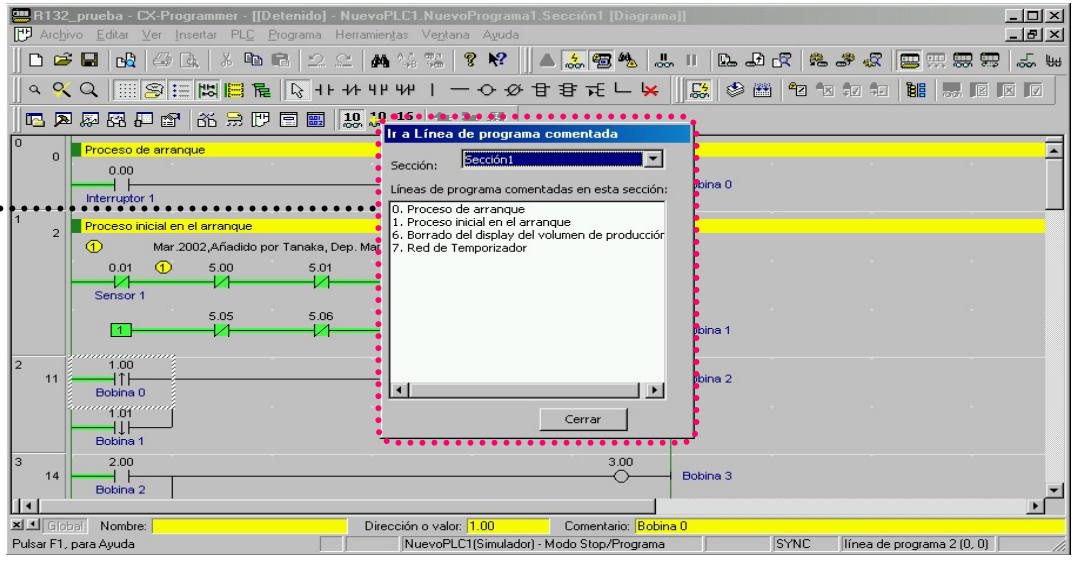 R132_prueba - CX-Programmer - [[Detenido] - NuevoPLC1.NuevoPrograma1.Sección1 [Diagrama]]
Archivo Editar Ver Insertar PLC Programa Herramientas Ventana Ayuda
10 10 16
Ir a Línea de programa comentada
Sección: Sección1
Líneas de programa comentadas en esta sección:
0. Proceso de arranque
1. Proceso inicial en el arranque
6. Borrado del display del volumen de producción
7. Red de Temporizador
Cerrar
0 0 Proceso de arranque
0.00
Interruptor 1
Bobina 0
1 2 Proceso inicial en el arranque
1 Mar.2002,Añadido por Tanaka, Dep. Ma
0.01 1 5.00 5.01
Sensor 1
5.05 5.06
1
Bobina 1
2 11 1.00
Bobina 0
Bobina 2
1.01
Bobina 1
3 14 2.00 3.00
Bobina 2
Bobina 3
Global Nombre: Dirección o valor: 1.00 Comentario: Bobina 0
Pulsar F1, para Ayuda NuevoPLC1(Simulador) - Modo Stop/Programa SYNC línea de programa 2 (0, 0)